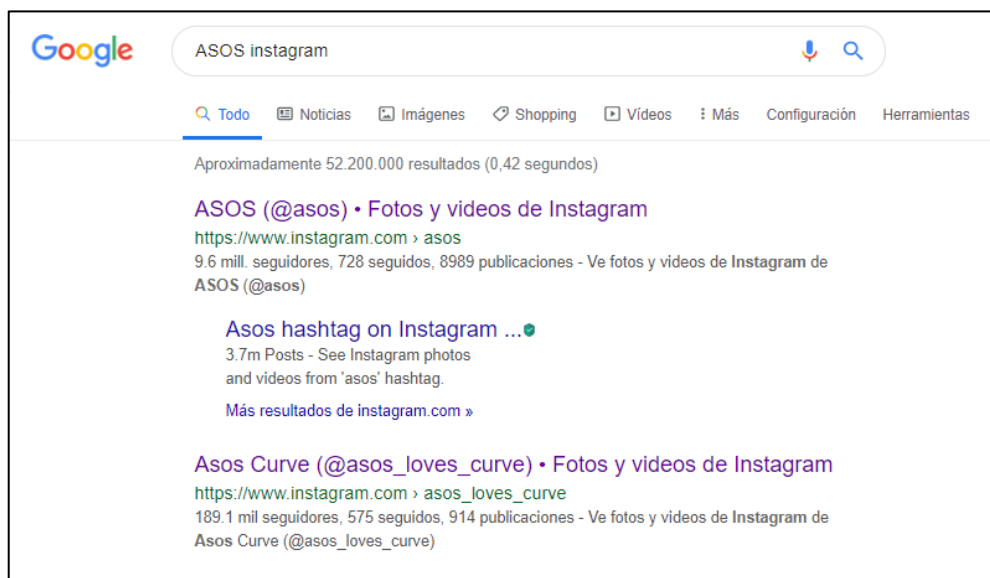 Google
ASOS instagram
Todo Noticias Imágenes Shopping Vídeos Más Configuración Herramientas
Aproximadamente 52.200.000 resultados (0,42 segundos)
ASOS (@asos) • Fotos y videos de Instagram
https://www.instagram.com › asos
9.6 mill. seguidores, 728 seguidos, 8989 publicaciones - Ve fotos y videos de Instagram de
ASOS (@asos)
Asos hashtag on Instagram ...
3.7m Posts - See Instagram photos
and videos from 'asos' hashtag.
Más resultados de instagram.com »
Asos Curve (@asos_loves_curve) • Fotos y videos de Instagram
https://www.instagram.com › asos_loves_curve
189.1 mil seguidores, 575 seguidos, 914 publicaciones - Ve fotos y videos de Instagram de
Asos Curve (@asos_loves_curve)